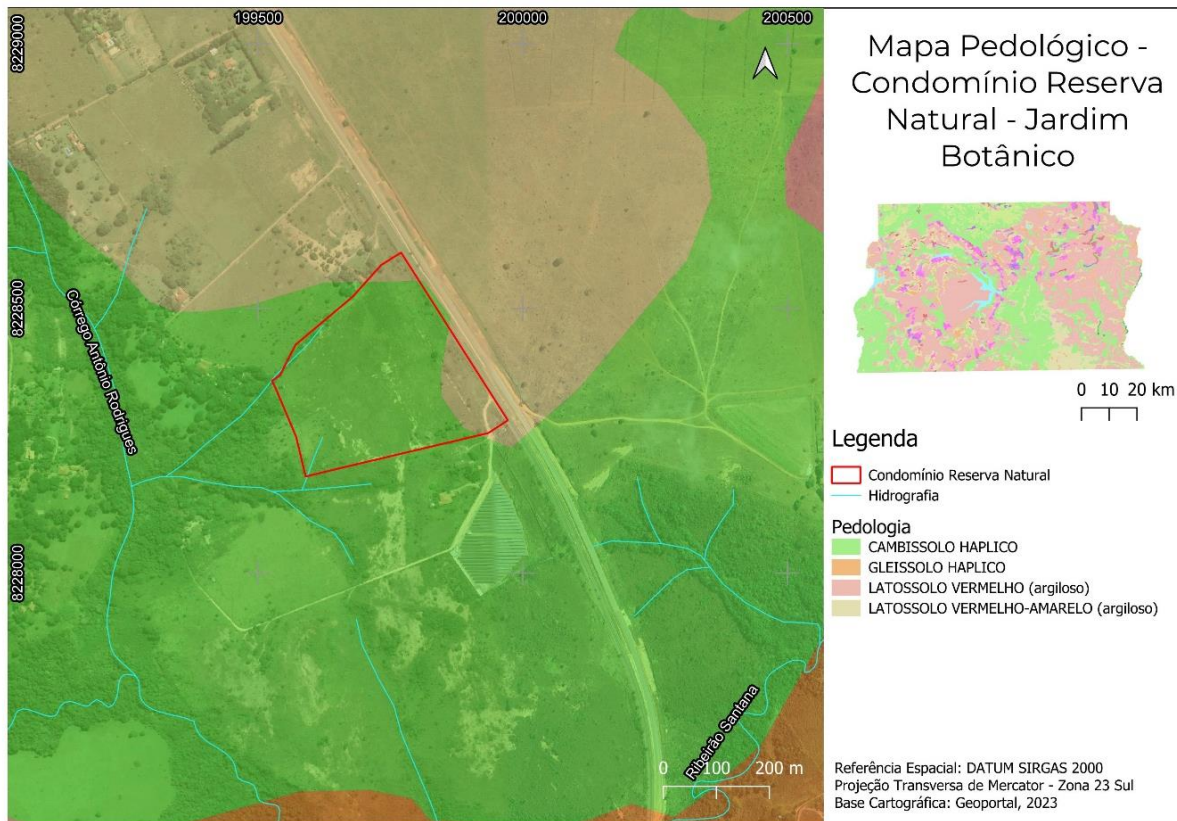 199500
200000
200500
8229000
8228500
8228000
Córrego Antônio Rodrigues
Ribeirão Santana
0 100 200 m
Mapa Pedológico -
Condomínio Reserva
Natural - Jardim
Botânico
0 10 20 km
Legenda
Condomínio Reserva Natural
Hidrografia
Pedologia
CAMBISSOLO HAPLICO
GLEISSOLO HAPLICO
LATOSSOLO VERMELHO (argiloso)
LATOSSOLO VERMELHO-AMARELO (argiloso)
Referência Espacial: DATUM SIRGAS 2000
Projeção Transversa de Mercator - Zona 23 Sul
Base Cartográfica: Geoportal, 2023